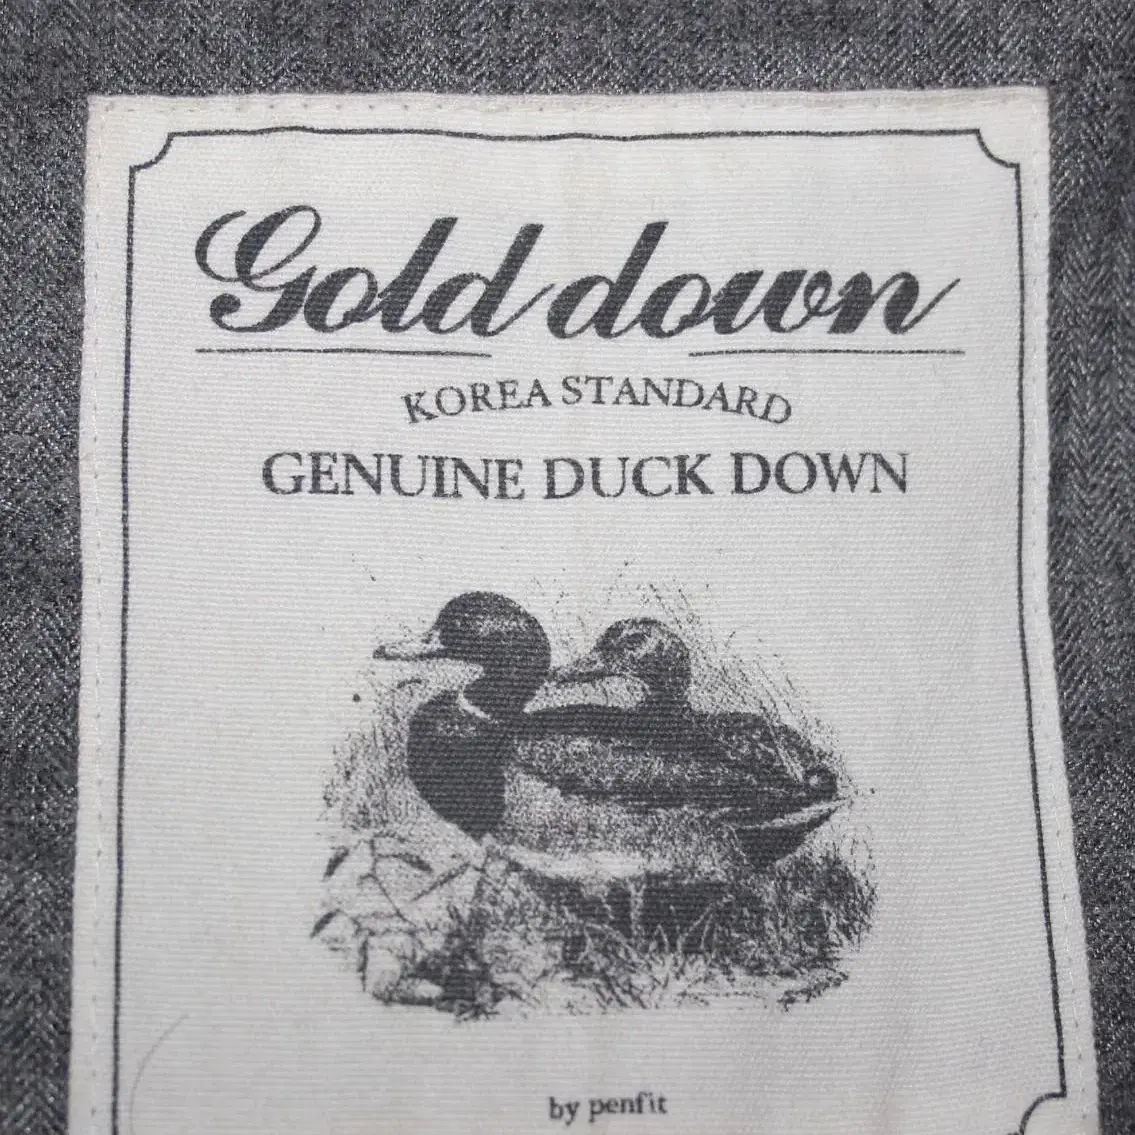 Gold down
KOREA STANDARD
GENUINE DUCK DOWN
by penfit